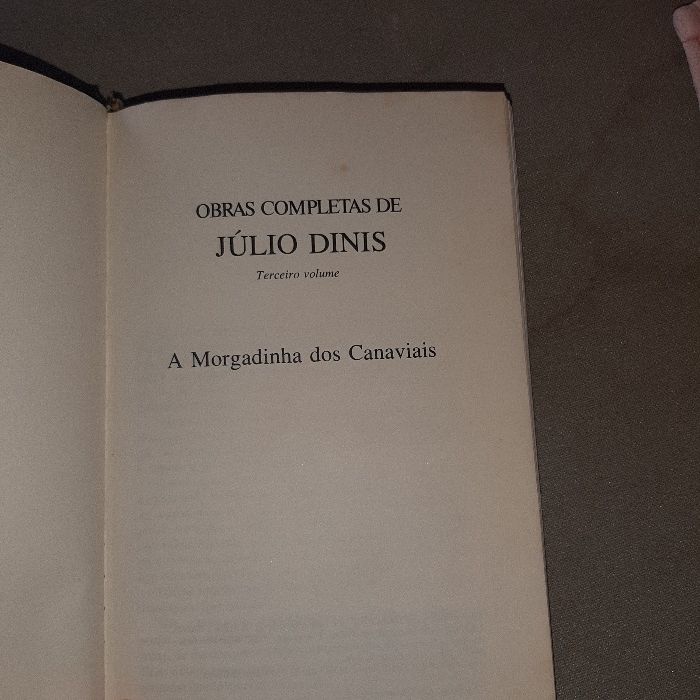 OBRAS COMPLETAS DE
JÚLIO DINIS
Terceiro volume
A Morgadinha dos Canaviais